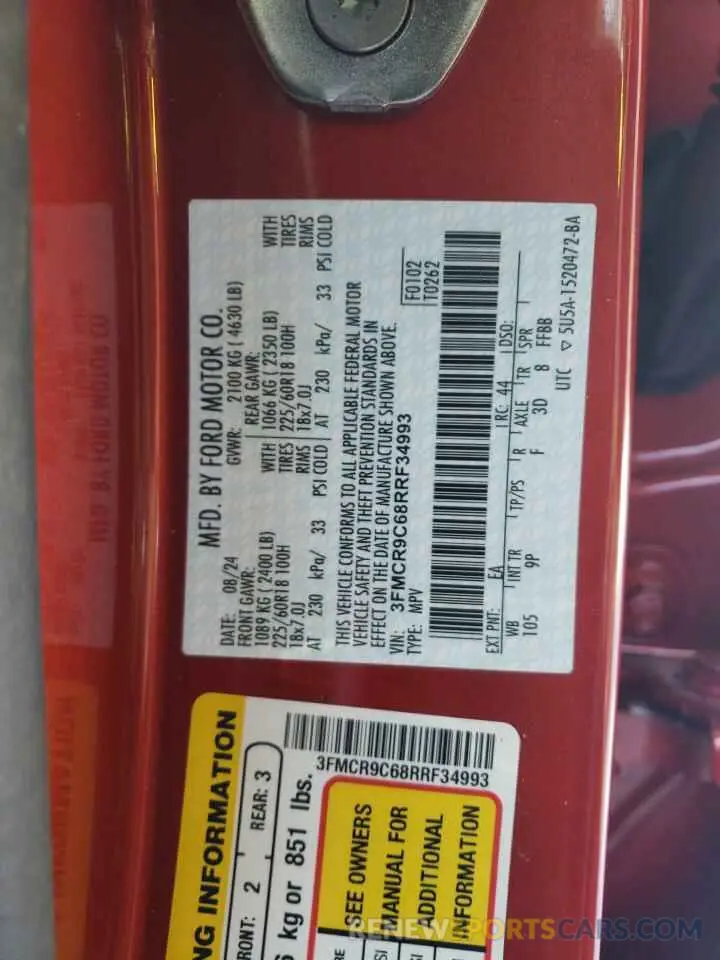 MFD. BY FORD MOTOR CO.
DATE: 08/24 GVWR: 2100 KG ( 4630 LB)
FRONT GAWR: REAR GAWR:
1089 KG ( 2400 LB) WITH 1066 KG ( 2350 LB) WITH
225/60R18 100H TIRES 225/60R18 100H TIRES
18x7.0J RIMS 18x7.0J RIMS
AT 230 kPa/ 33 PSI COLD AT 230 kPa/ 33 PSI COLD
THIS VEHICLE CONFORMS TO ALL APPLICABLE FEDERAL MOTOR
VEHICLE SAFETY AND THEFT PREVENTION STANDARDS IN
EFFECT ON THE DATE OF MANUFACTURE SHOWN ABOVE.
VIN: 3FMCR9C68RRF34993
TYPE: MPV
F0102
T0262
EXT PNT: EA RC: 44 DSO:
WB INT TR TP/PS R AXLE TR SPR
105 9P F 3D 8 FFBB
UTC ▽ 5U5A-1520472-BA
NG INFORMATION
FRONT: 2 REAR: 3
kg or 851 lbs.
3FMCR9C68RRF34993
SEE OWNERS
MANUAL FOR
ADDITIONAL
INFORMATION
RENEWSPORTSCARS.COM